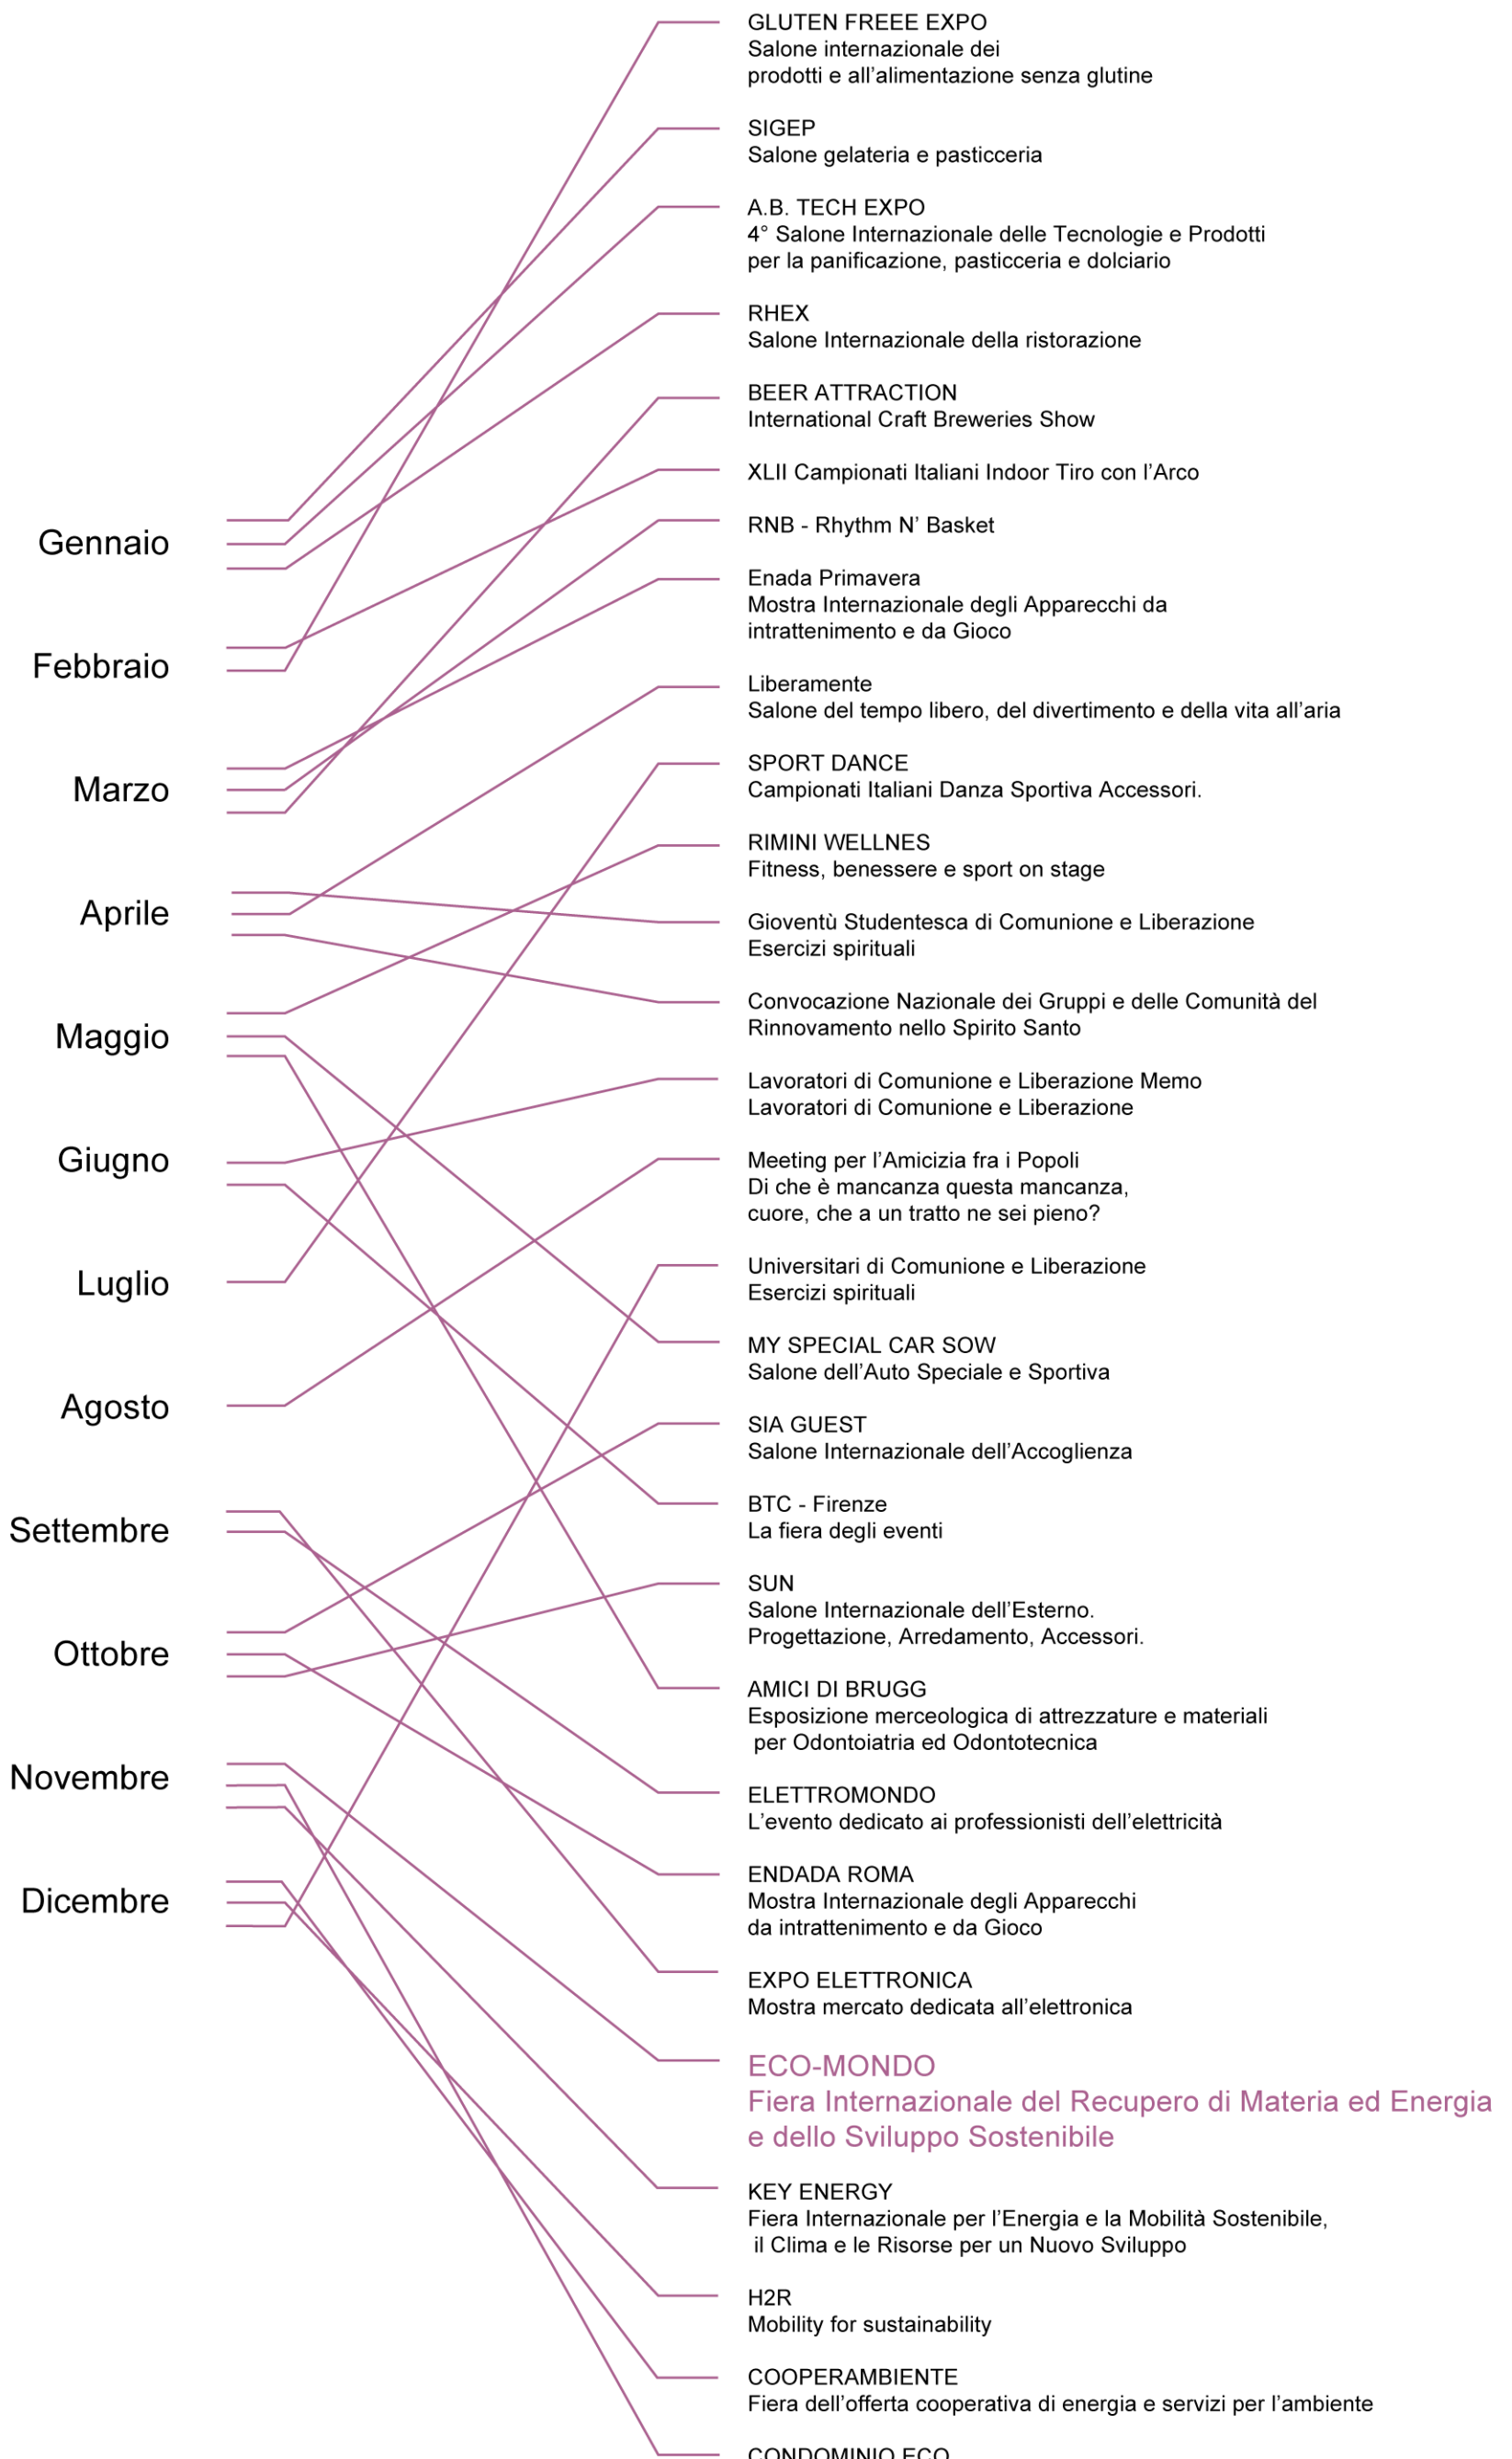 GLUTEN FREEE EXPO
Salone internazionale dei
prodotti e all'alimentazione senza glutine
SIGEP
Salone gelateria e pasticceria
A.B. TECH EXPO
4° Salone Internazionale delle Tecnologie e Prodotti
per la panificazione, pasticceria e dolciario
RHEX
Salone Internazionale della ristorazione
BEER ATTRACTION
International Craft Breweries Show
XLII Campionati Italiani Indoor Tiro con l'Arco
RNB - Rhythm N' Basket
Enada Primavera
Mostra Internazionale degli Apparecchi da
intrattenimento e da Gioco
Liberamente
Salone del tempo libero, del divertimento e della vita all'aria
SPORT DANCE
Campionati Italiani Danza Sportiva Accessori.
RIMINI WELLNES
Fitness, benessere e sport on stage
Gioventù Studentesca di Comunione e Liberazione
Esercizi spirituali
Convocazione Nazionale dei Gruppi e delle Comunità del
Rinnovamento nello Spirito Santo
Lavoratori di Comunione e Liberazione Memo
Lavoratori di Comunione e Liberazione
Meeting per l'Amicizia fra i Popoli
Di che è mancanza questa mancanza,
cuore, che a un tratto ne sei pieno?
Universitari di Comunione e Liberazione
Esercizi spirituali
MY SPECIAL CAR SOW
Salone dell'Auto Speciale e Sportiva
SIA GUEST
Salone Internazionale dell'Accoglienza
BTC - Firenze
La fiera degli eventi
SUN
Salone Internazionale dell'Esterno.
Progettazione, Arredamento, Accessori.
AMICI DI BRUGG
Esposizione merceologica di attrezzature e materiali
per Odontoiatria ed Odontotecnica
ELETTROMONDO
L'evento dedicato ai professionisti dell'elettricità
ENDADA ROMA
Mostra Internazionale degli Apparecchi
da intrattenimento e da Gioco
EXPO ELETTRONICA
Mostra mercato dedicata all'elettronica
ECO-MONDO
Fiera Internazionale del Recupero di Materia ed Energia
e dello Sviluppo Sostenibile
KEY ENERGY
Fiera Internazionale per l'Energia e la Mobilità Sostenibile,
il Clima e le Risorse per un Nuovo Sviluppo
H2R
Mobility for sustainability
COOPERAMBIENTE
Fiera dell'offerta cooperativa di energia e servizi per l'ambiente
CONDOMINIO ECO
Gennaio
Febbraio
Marzo
Aprile
Maggio
Giugno
Luglio
Agosto
Settembre
Ottobre
Novembre
Dicembre